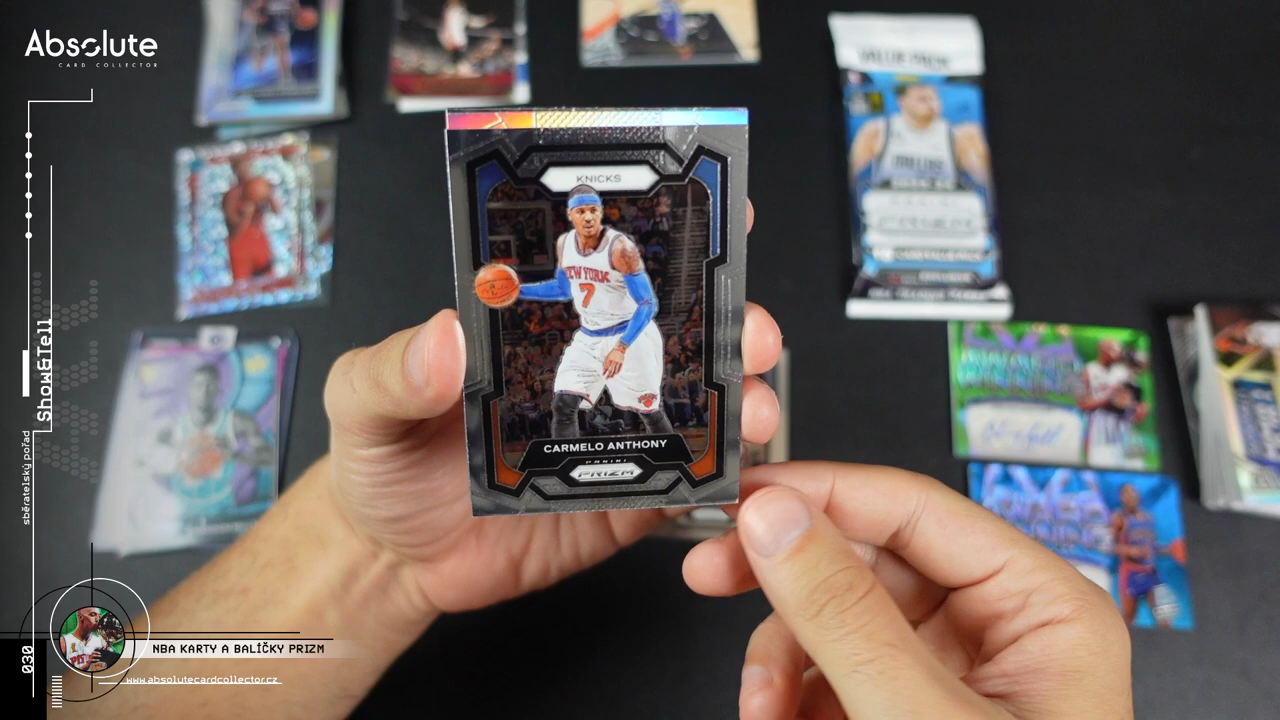 Absolute
CARD COLLECTOR
VALUE PACK
KNICKS
NEW YORK
7
CARMELO ANTHONY
PANINI
PRIZM
Show&Tell
sběratelský pořad
030
NBA KARTY A BALÍČKY PRIZM
www.absolutecardcollector.cz